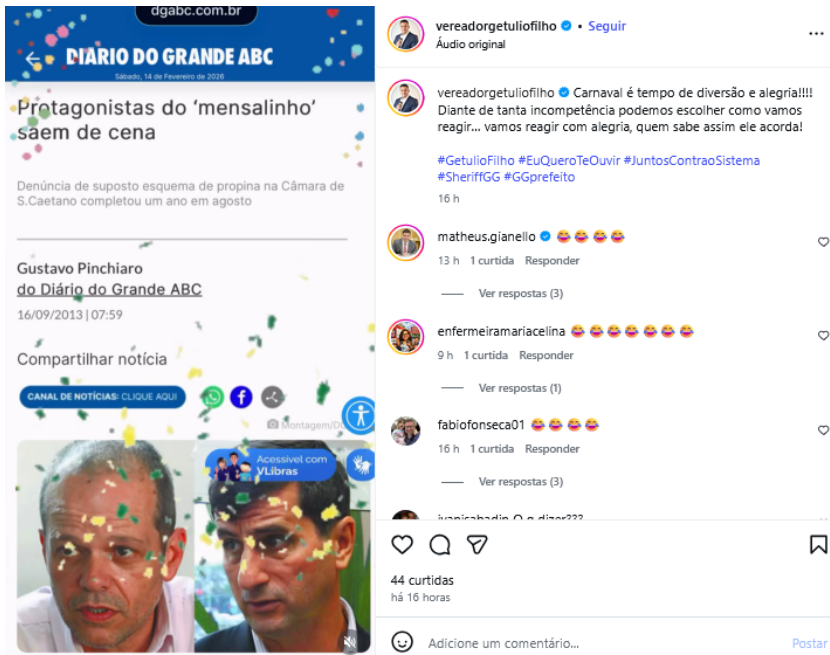 dgabc.com.br
DIÁRIO DO GRANDE ABC
Sábado, 14 de Fevereiro de 2026
Protagonistas do ‘mensalinho’
saem de cena
Denúncia de suposto esquema de propina na Câmara de
S.Caetano completou um ano em agosto
Gustavo Pinchiaro
do Diário do Grande ABC
16/09/2013 | 07:59
Compartilhar notícia
CANAL DE NOTÍCIAS: CLIQUE AQUI
Montagem/D
Acessível com
VLibras
vereadorgetuliofilho • Seguir
Áudio original
vereadorgetuliofilho Carnaval é tempo de diversão e alegria!!!!
Diante de tanta incompetência podemos escolher como vamos
reagir... vamos reagir com alegria, quem sabe assim ele acorda!
#GetulioFilho #EuQueroTeOuvir #JuntosContraoSistema
#SheriffGG #GGprefeito
16 h
matheus.gianello 😂😂😂😂
13 h 1 curtida Responder
Ver respostas (3)
enfermeiramariacelina 😂😂😂😂😂😂😂
9 h 1 curtida Responder
Ver respostas (1)
fabiofonseca01 😂😂😂😂
16 h 1 curtida Responder
Ver respostas (3)
ivanisabadin O q dizer???
44 curtidas
há 16 horas
Adicione um comentário...
Postar